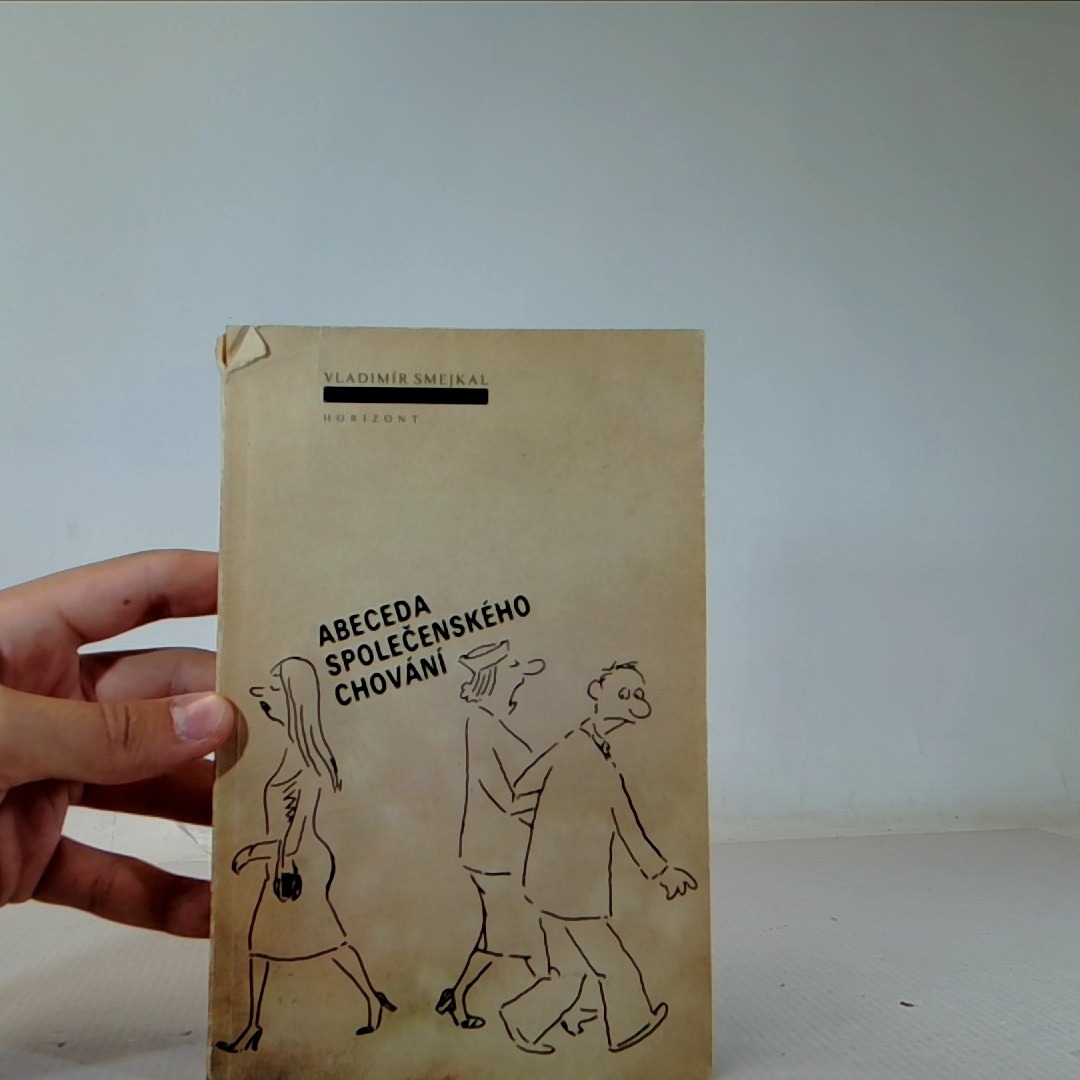 VLADIMÍR SMEJKAL
HORIZONT
ABECEDA
SPOLEČENSKÉHO
CHOVÁNÍ